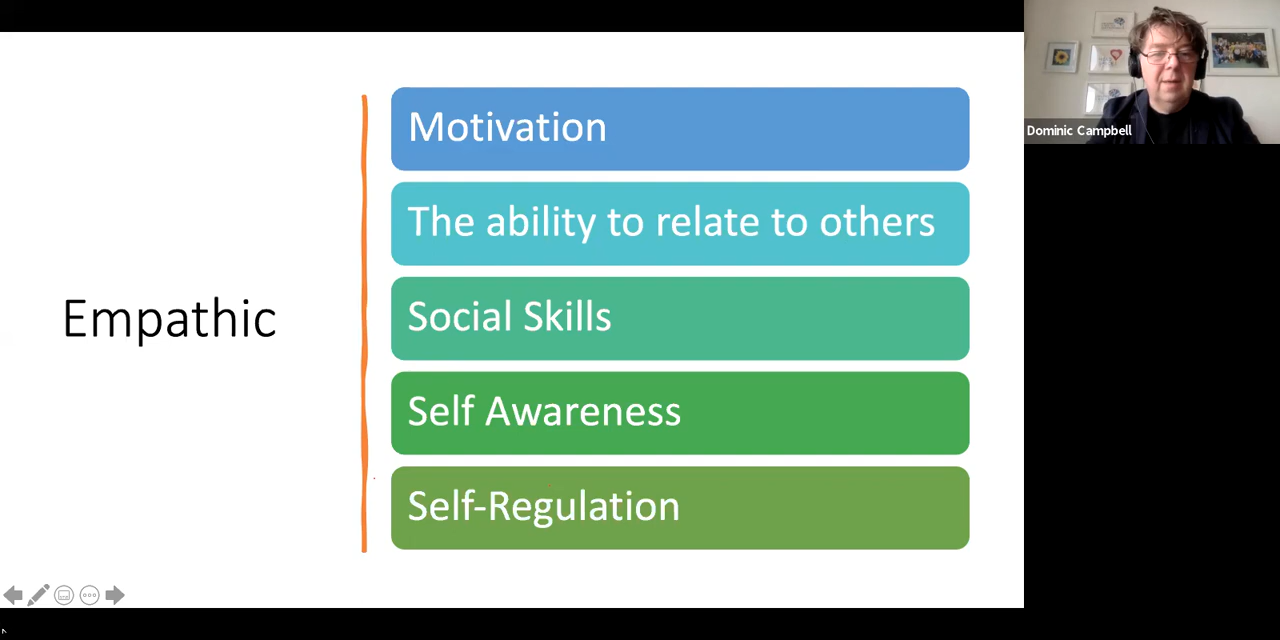 Empathic
Motivation
The ability to relate to others
Social Skills
Self Awareness
Self-Regulation
Dominic Campbell